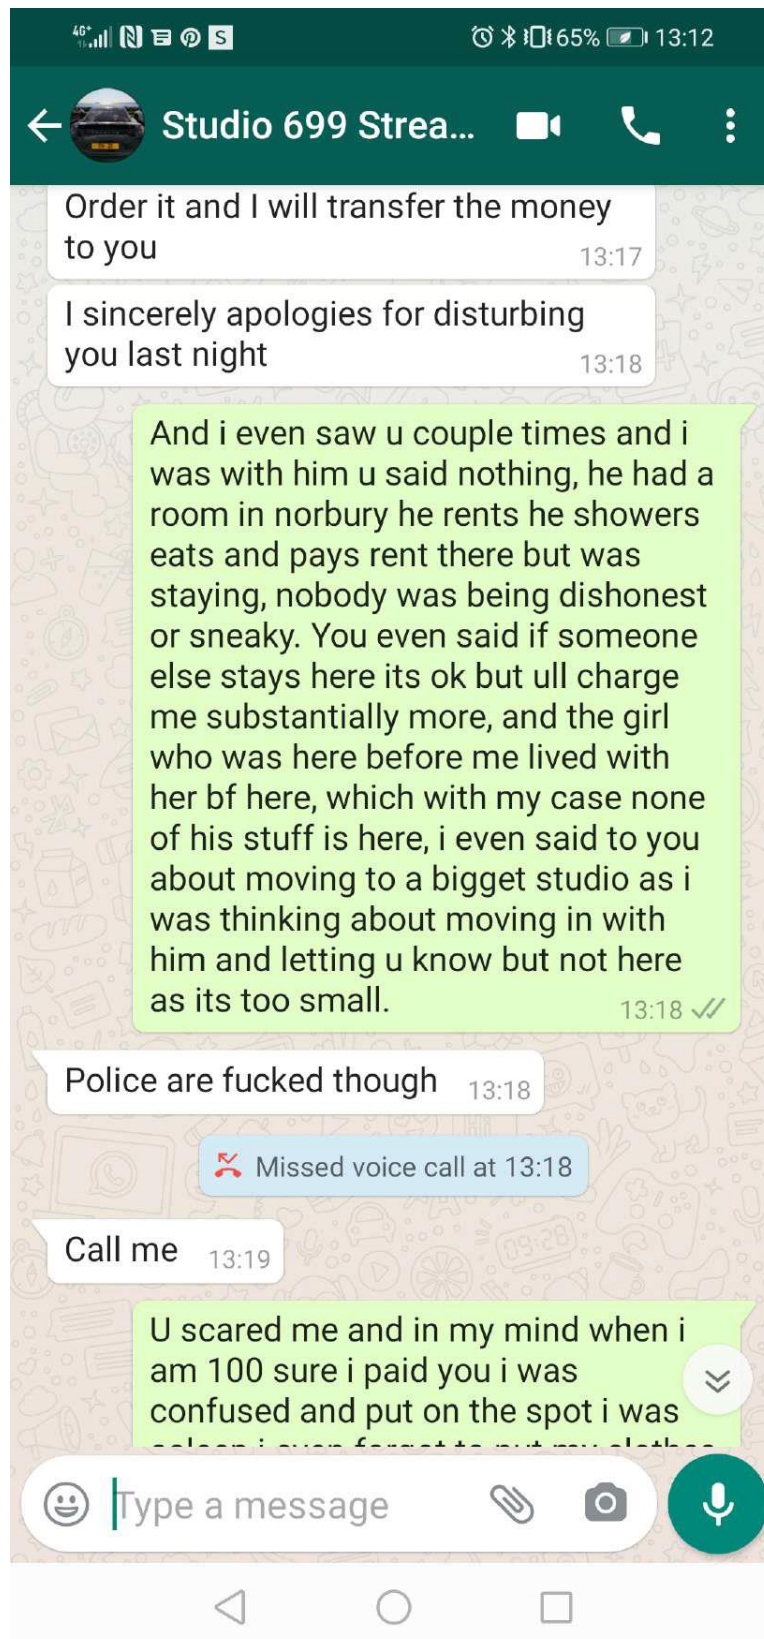 4G+ 65% 13:12
Studio 699 Strea...
Order it and I will transfer the money
to you 13:17
I sincerely apologies for disturbing
you last night 13:18
And i even saw u couple times and i
was with him u said nothing, he had a
room in norbury he rents he showers
eats and pays rent there but was
staying, nobody was being dishonest
or sneaky. You even said if someone
else stays here its ok but ull charge
me substantially more, and the girl
who was here before me lived with
her bf here, which with my case none
of his stuff is here, i even said to you
about moving to a bigget studio as i
was thinking about moving in with
him and letting u know but not here
as its too small. 13:18
Police are fucked though 13:18
Missed voice call at 13:18
Call me 13:19
U scared me and in my mind when i
am 100 sure i paid you i was
confused and put on the spot i was
asleep i even forgot to put my clothes
Type a message